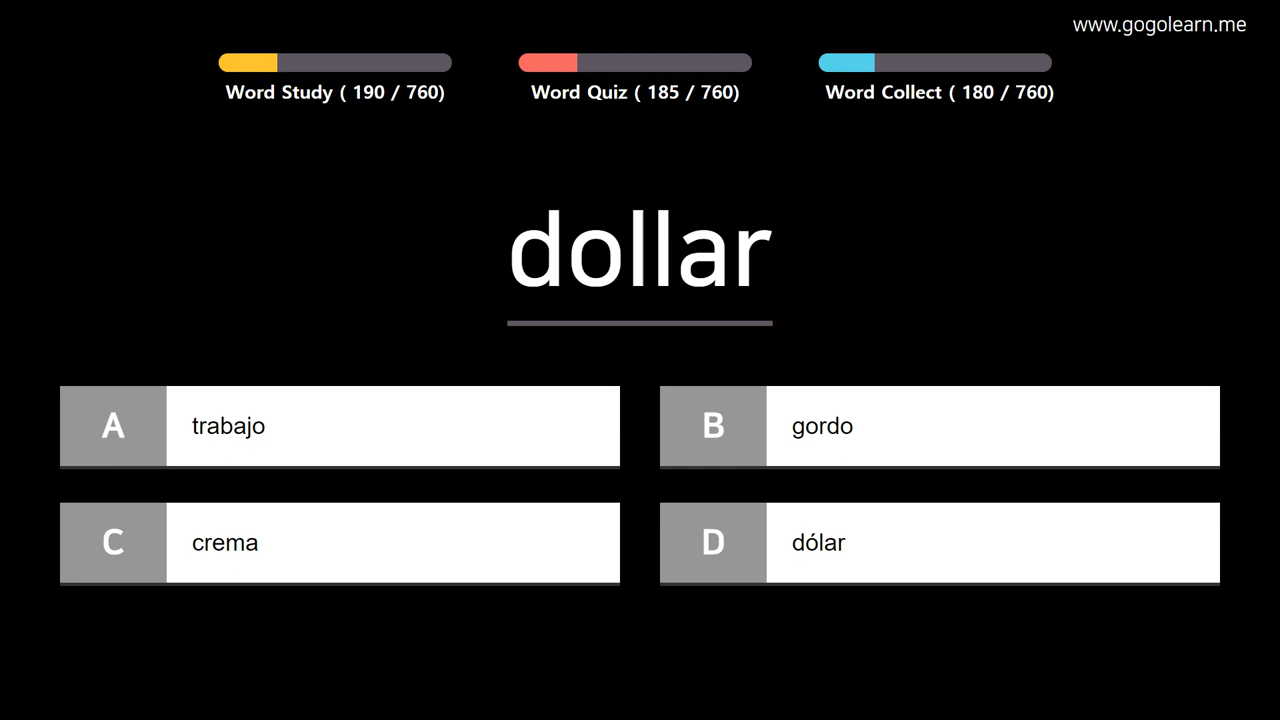 www.gogolearn.me
Word Study ( 190 / 760)
Word Quiz ( 185 / 760)
Word Collect ( 180 / 760)
dollar
A trabajo
B gordo
C crema
D dólar